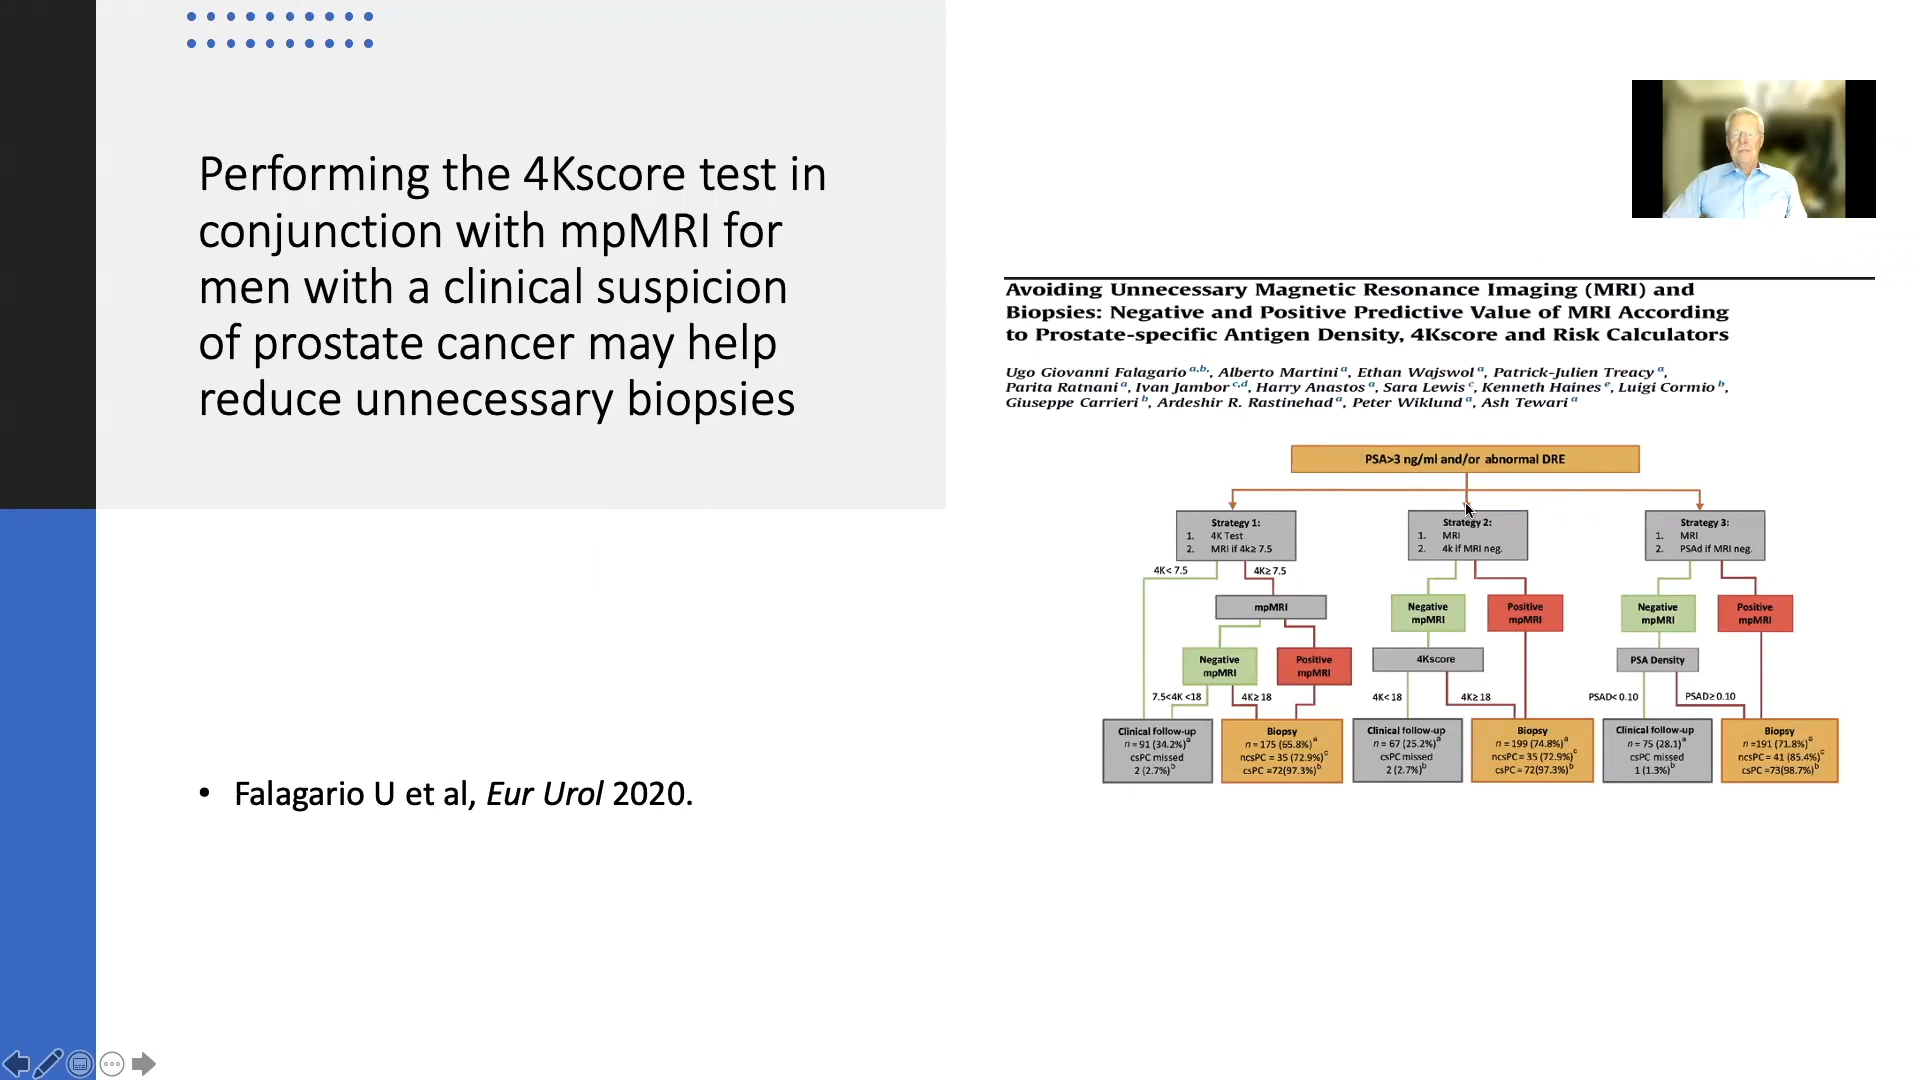 Performing the 4Kscore test in
conjunction with mpMRI for
men with a clinical suspicion
of prostate cancer may help
reduce unnecessary biopsies
• Falagario U et al, Eur Urol 2020.
Avoiding Unnecessary Magnetic Resonance Imaging (MRI) and
Biopsies: Negative and Positive Predictive Value of MRI According
to Prostate-specific Antigen Density, 4Kscore and Risk Calculators
Ugo Giovanni Falagario a,b,, Alberto Martini a, Ethan Wajswol a, Patrick-Julien Treacy a,
Parita Ratnani a, Ivan Jambor c,d, Harry Anastos a, Sara Lewis c, Kenneth Haines e, Luigi Cormio b,
Giuseppe Carrieri b, Ardeshir R. Rastinehad a, Peter Wiklund a, Ash Tewari a
PSA>3 ng/ml and/or abnormal DRE
Strategy 1:
1. 4K Test
2. MRI if 4k≥ 7.5
4K< 7.5
4K≥ 7.5
mpMRI
Negative
mpMRI
Positive
mpMRI
7.5<4K <18
4K≥ 18
Clinical follow-up
n = 91 (34.2%)a
csPC missed
2 (2.7%)b
Biopsy
n = 175 (65.8%)a
ncsPC = 35 (72.9%)c
csPC =72(97.3%)b
Strategy 2:
1. MRI
2. 4k if MRI neg.
Negative
mpMRI
Positive
mpMRI
4Kscore
4K< 18
4K≥ 18
Clinical follow-up
n = 67 (25.2%)a
csPC missed
2 (2.7%)b
Biopsy
n = 199 (74.8%)a
ncsPC = 35 (72.9%)c
csPC = 72(97.3%)b
Strategy 3:
1. MRI
2. PSAd if MRI neg.
Negative
mpMRI
Positive
mpMRI
PSA Density
PSAD< 0.10
PSAD≥ 0.10
Clinical follow-up
n = 75 (28.1)a
csPC missed
1 (1.3%)b
Biopsy
n =191 (71.8%)a
ncsPC = 41 (85.4%)c
csPC =73(98.7%)b